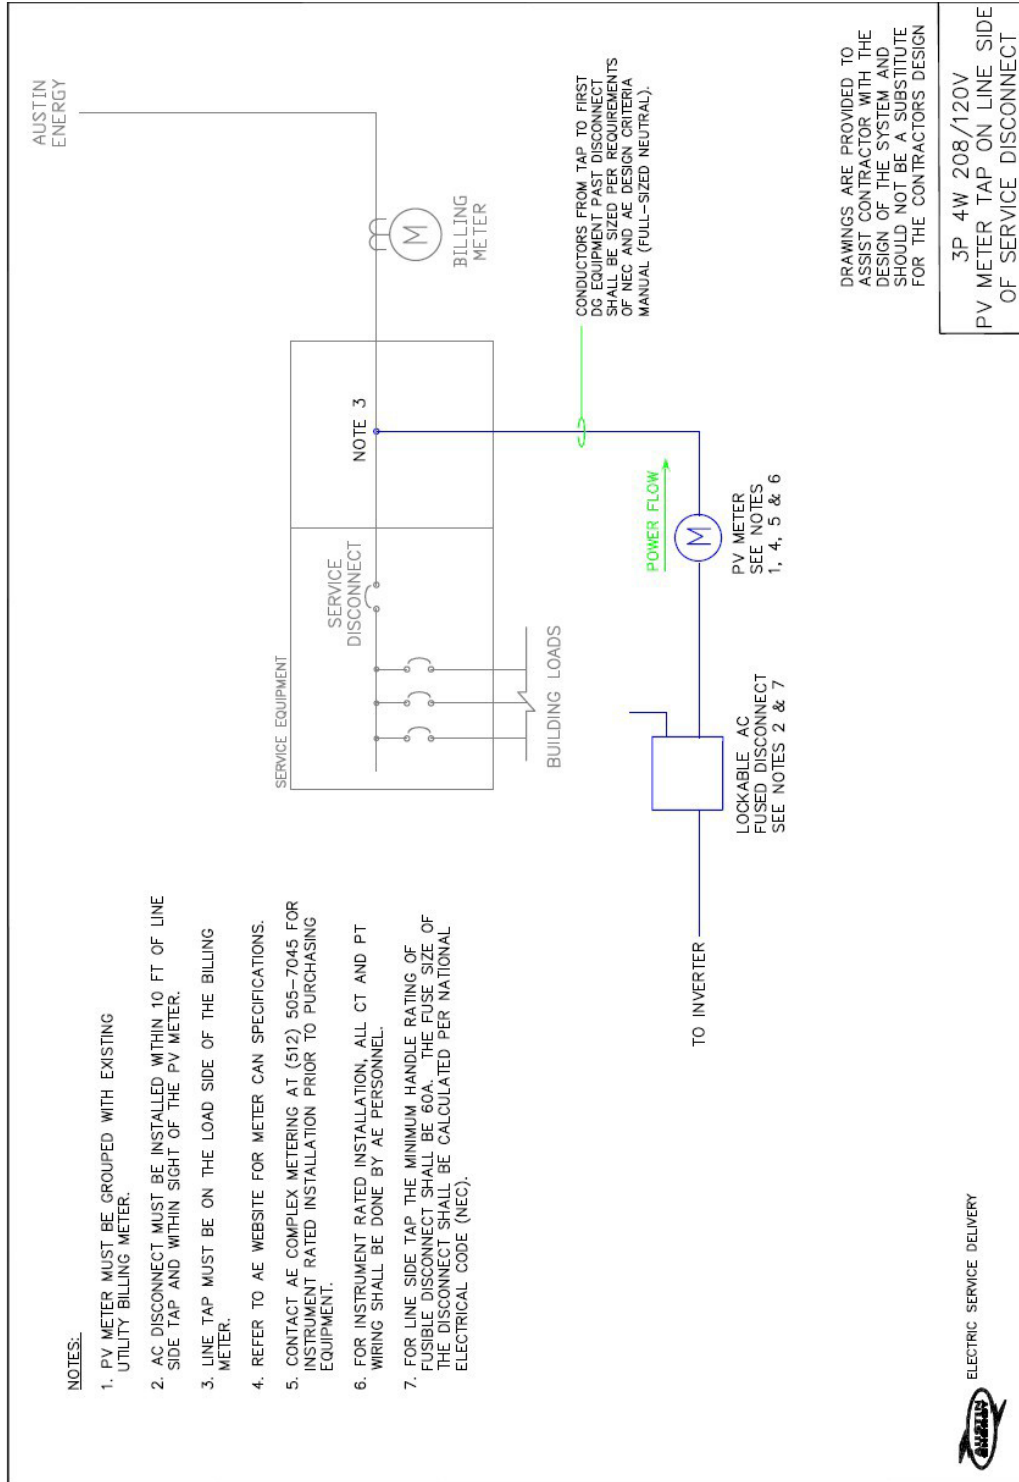 NOTES:
1. PV METER MUST BE GROUPED WITH EXISTING
UTILITY BILLING METER.
2. AC DISCONNECT MUST BE INSTALLED WITHIN 10 FT OF LINE
SIDE TAP AND WITHIN SIGHT OF THE PV METER.
3. LINE TAP MUST BE ON THE LOAD SIDE OF THE BILLING
METER.
4. REFER TO AE WEBSITE FOR METER CAN SPECIFICATIONS.
5. CONTACT AE COMPLEX METERING AT (512) 505-7045 FOR
INSTRUMENT RATED INSTALLATION PRIOR TO PURCHASING
EQUIPMENT.
6. FOR INSTRUMENT RATED INSTALLATION, ALL CT AND PT
WIRING SHALL BE DONE BY AE PERSONNEL.
7. FOR LINE SIDE TAP THE MINIMUM HANDLE RATING OF
FUSIBLE DISCONNECT SHALL BE 60A. THE FUSE SIZE OF
THE DISCONNECT SHALL BE CALCULATED PER NATIONAL
ELECTRICAL CODE (NEC).
AUSTIN
ENERGY
M
BILLING
METER
SERVICE EQUIPMENT
SERVICE
DISCONNECT
NOTE 3
BUILDING LOADS
CONDUCTORS FROM TAP TO FIRST
DG EQUIPMENT PAST DISCONNECT
SHALL BE SIZED PER REQUIREMENTS
OF NEC AND AE DESIGN CRITERIA
MANUAL (FULL-SIZED NEUTRAL).
POWER FLOW
M
PV METER
SEE NOTES
1, 4, 5 & 6
LOCKABLE AC
FUSED DISCONNECT
SEE NOTES 2 & 7
TO INVERTER
DRAWINGS ARE PROVIDED TO
ASSIST CONTRACTOR WITH THE
DESIGN OF THE SYSTEM AND
SHOULD NOT BE A SUBSTITUTE
FOR THE CONTRACTORS DESIGN
3P 4W 208/120V
PV METER TAP ON LINE SIDE
OF SERVICE DISCONNECT
AUSTIN
ENERGY
ELECTRIC SERVICE DELIVERY